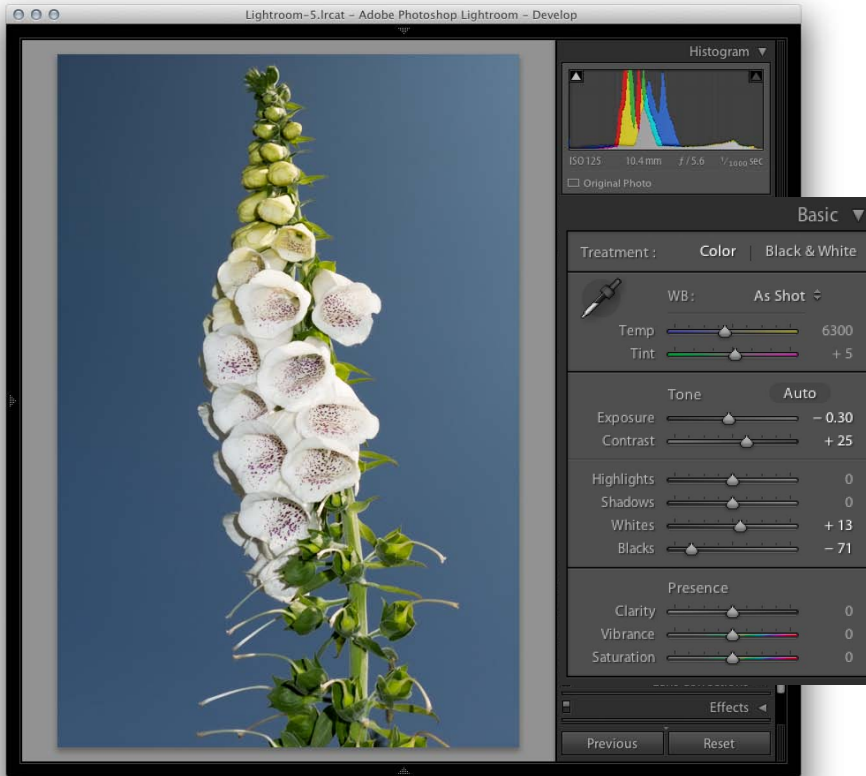 Lightroom-5.lrcat - Adobe Photoshop Lightroom - Develop
Histogram
ISO 125 10.4 mm ƒ / 5.6 1/1000 sec
Original Photo
Basic
Treatment : Color Black & White
WB : As Shot
Temp 6300
Tint + 5
Tone Auto
Exposure – 0.30
Contrast + 25
Highlights 0
Shadows 0
Whites + 13
Blacks – 71
Presence
Clarity 0
Vibrance 0
Saturation 0
Effects
Previous Reset